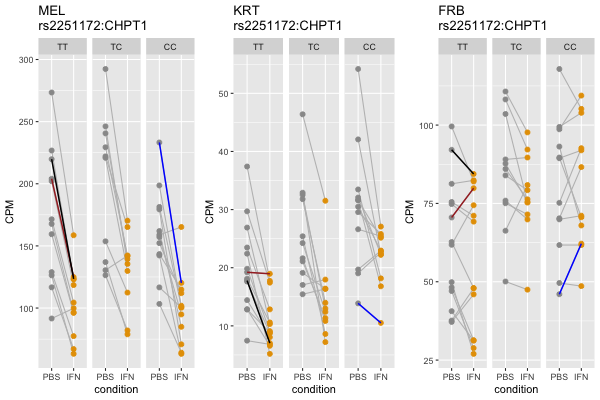 MEL
rs2251172:CHPT1
TT TC CC
300
250
200
150
100
CPM
PBS IFN PBS IFN PBS IFN
condition
KRT
rs2251172:CHPT1
TT TC CC
50
40
30
20
10
CPM
PBS IFN PBS IFN PBS IFN
condition
FRB
rs2251172:CHPT1
TT TC CC
100
75
50
25
CPM
PBS IFN PBS IFN PBS IFN
condition